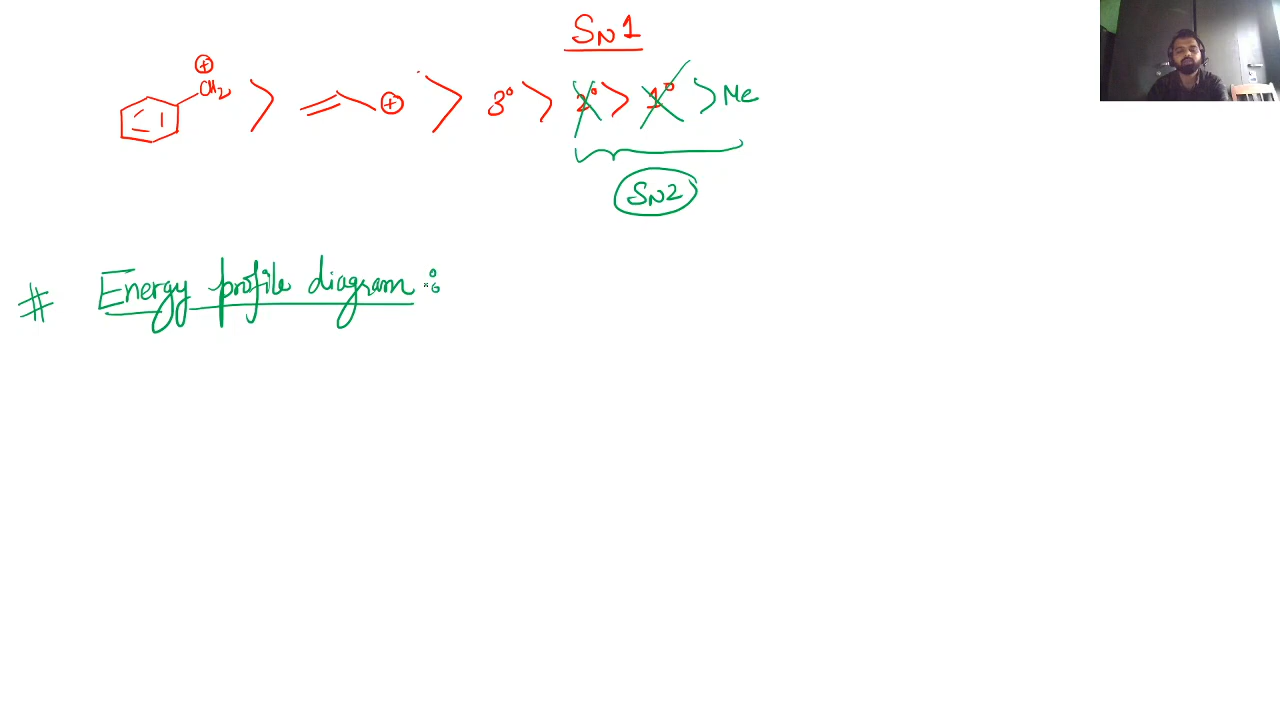 SN1
⊕
CH2 > ⊕ > 3° > 2° > 1° > Me
SN2
# Energy profile diagram :